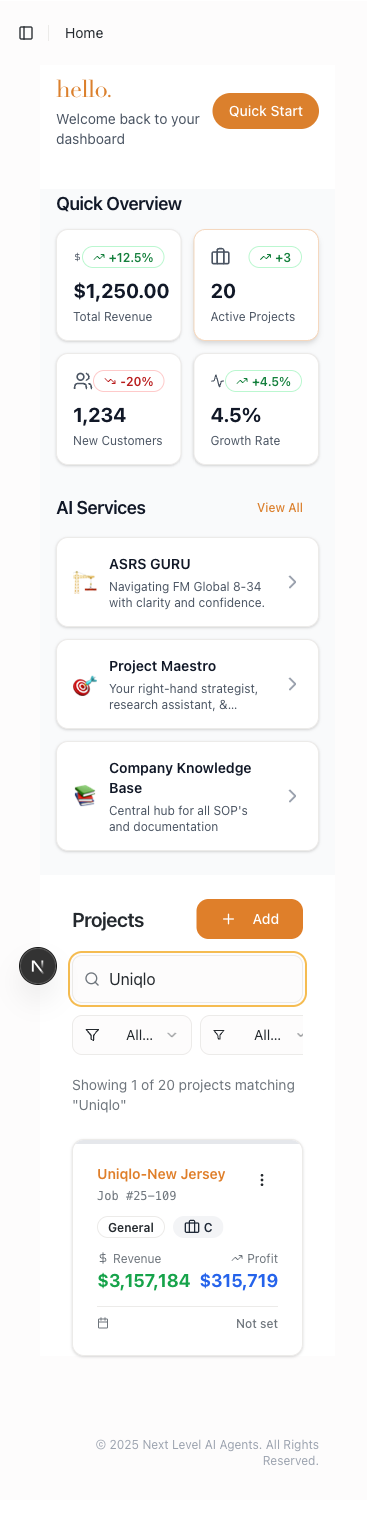 Home
hello.
Welcome back to your
dashboard
Quick Start
Quick Overview
+12.5%
$1,250.00
Total Revenue
+3
20
Active Projects
-20%
1,234
New Customers
+4.5%
4.5%
Growth Rate
AI Services
View All
ASRS GURU
Navigating FM Global 8-34
with clarity and confidence.
Project Maestro
Your right-hand strategist,
research assistant, &...
Company Knowledge
Base
Central hub for all SOP's
and documentation
Projects
+ Add
N
Uniqlo
All...
All...
Showing 1 of 20 projects matching
"Uniqlo"
Uniqlo-New Jersey
Job #25-109
General
C
$ Revenue
Profit
$3,157,184
$315,719
Not set
© 2025 Next Level AI Agents. All Rights
Reserved.